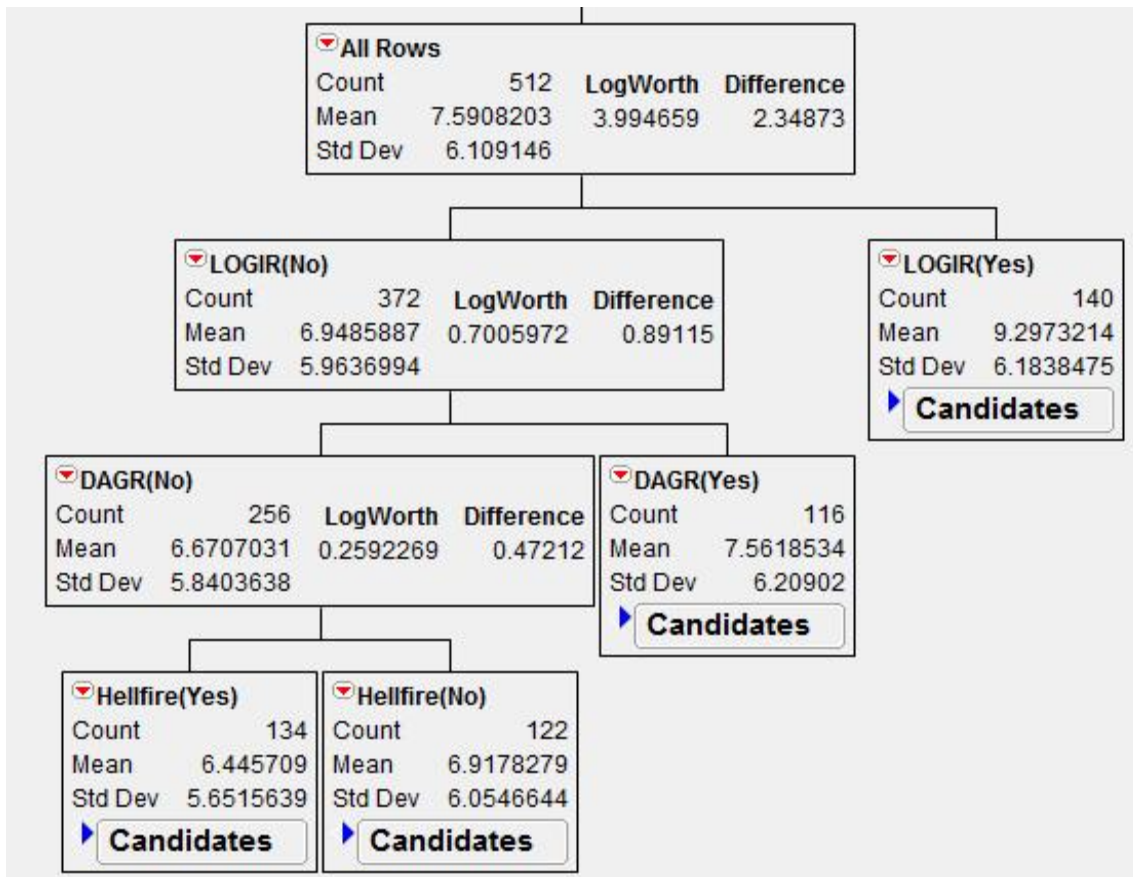 All Rows
Count 512 LogWorth Difference
Mean 7.5908203 3.994659 2.34873
Std Dev 6.109146
LOGIR(No)
Count 372 LogWorth Difference
Mean 6.9485887 0.7005972 0.89115
Std Dev 5.9636994
LOGIR(Yes)
Count 140
Mean 9.2973214
Std Dev 6.1838475
Candidates
DAGR(No)
Count 256 LogWorth Difference
Mean 6.6707031 0.2592269 0.47212
Std Dev 5.8403638
DAGR(Yes)
Count 116
Mean 7.5618534
Std Dev 6.20902
Candidates
Hellfire(Yes)
Count 134
Mean 6.445709
Std Dev 5.6515639
Candidates
Hellfire(No)
Count 122
Mean 6.9178279
Std Dev 6.0546644
Candidates